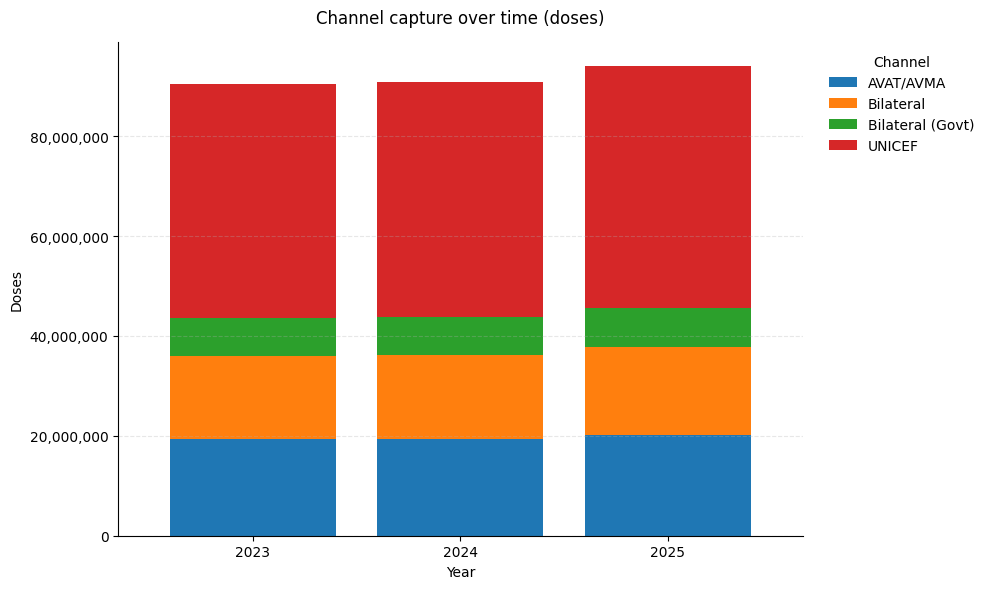 Channel capture over time (doses)
Channel
AVAT/AVMA
Bilateral
Bilateral (Govt)
UNICEF
Doses
80,000,000
60,000,000
40,000,000
20,000,000
0
2023
2024
2025
Year